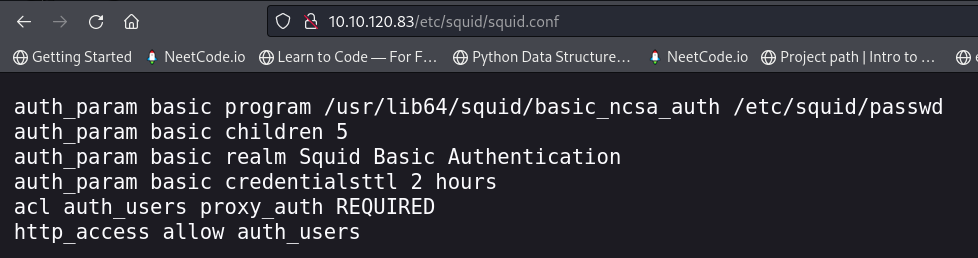 10.10.120.83/etc/squid/squid.conf
Getting Started NeetCode.io Learn to Code — For F… Python Data Structure… NeetCode.io Project path | Intro to …
auth_param basic program /usr/lib64/squid/basic_ncsa_auth /etc/squid/passwd
auth_param basic children 5
auth_param basic realm Squid Basic Authentication
auth_param basic credentialsttl 2 hours
acl auth_users proxy_auth REQUIRED
http_access allow auth_users